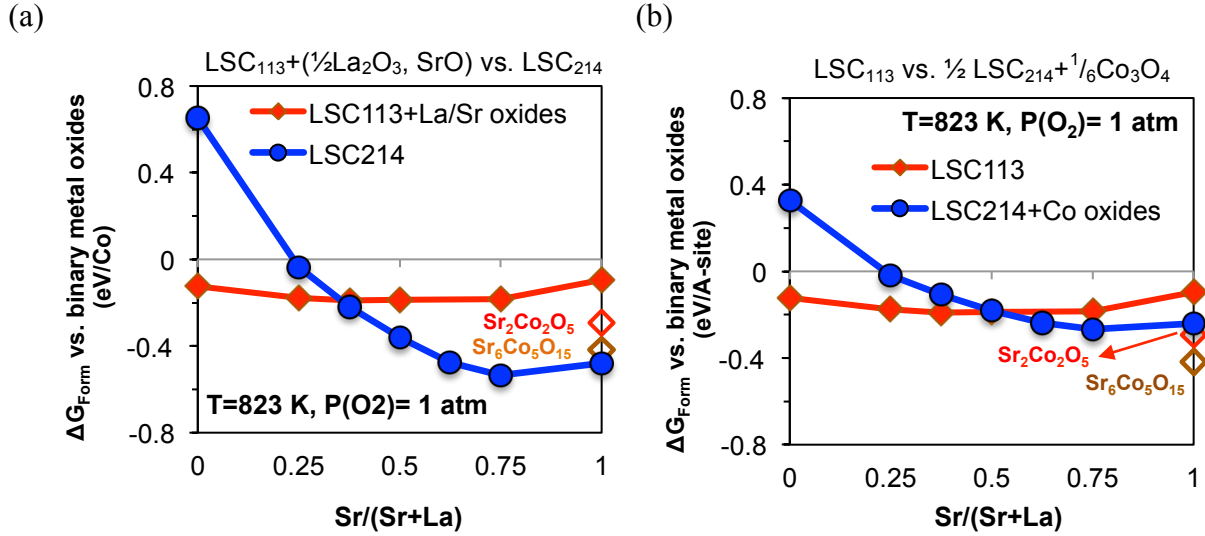 (a)
LSC113+(½La2O3, SrO) vs. LSC214
ΔGForm vs. binary metal oxides
(eV/Co)
0.8
0.4
0
-0.4
-0.8
LSC113+La/Sr oxides
LSC214
Sr2Co2O5
Sr6Co5O15
T=823 K, P(O2)= 1 atm
0 0.25 0.5 0.75 1
Sr/(Sr+La)
(b)
LSC113 vs. ½ LSC214+1/6Co3O4
ΔGForm vs. binary metal oxides
(eV/A-site)
0.8
0.4
0
-0.4
-0.8
T=823 K, P(O2)= 1 atm
LSC113
LSC214+Co oxides
Sr2Co2O5
Sr6Co5O15
0 0.25 0.5 0.75 1
Sr/(Sr+La)